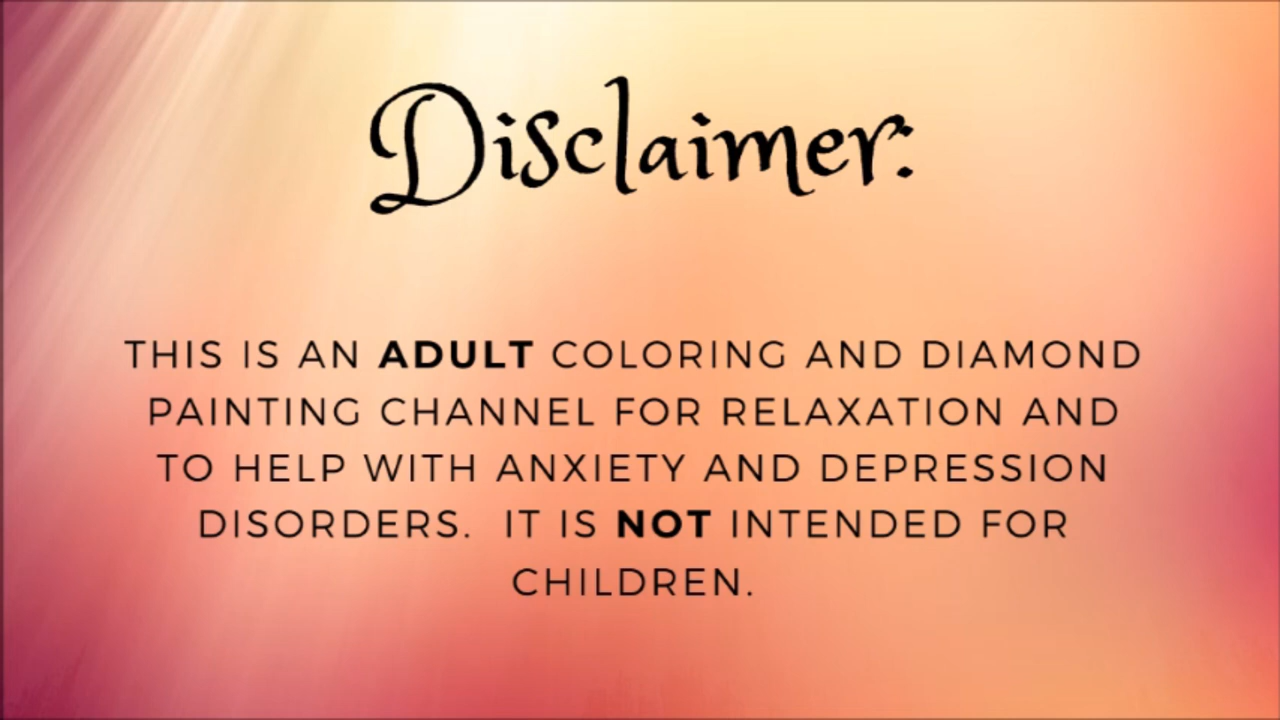 Disclaimer:
THIS IS AN ADULT COLORING AND DIAMOND
PAINTING CHANNEL FOR RELAXATION AND
TO HELP WITH ANXIETY AND DEPRESSION
DISORDERS.  IT IS NOT INTENDED FOR
CHILDREN.